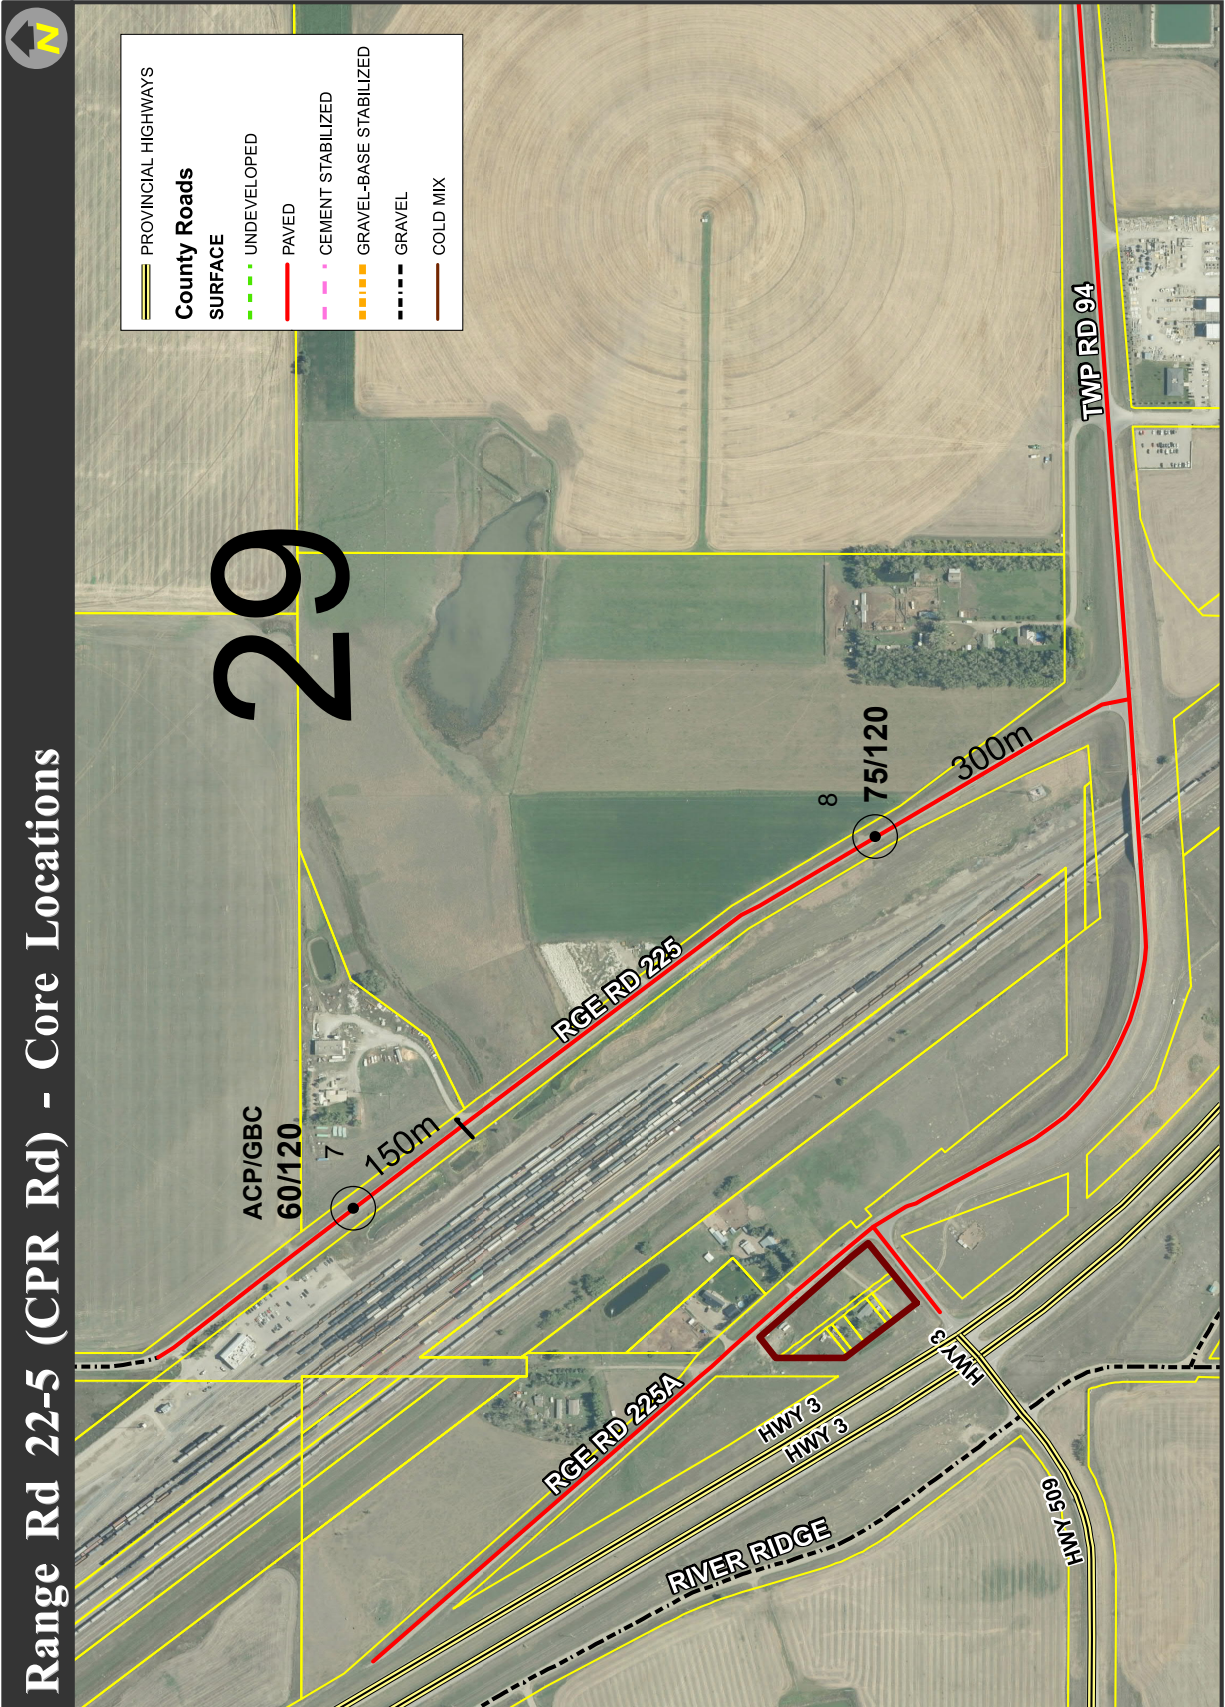 Range Rd 22-5 (CPR Rd) - Core Locations
N
PROVINCIAL HIGHWAYS
County Roads
SURFACE
UNDEVELOPED
PAVED
CEMENT STABILIZED
GRAVEL-BASE STABILIZED
GRAVEL
COLD MIX
29
ACP/GBC
60/120
7
150m
RGE RD 225
8
75/120
300m
TWP RD 94
RGE RD 225A
HWY 3
HWY 3
HWY 3
RIVER RIDGE
HWY 509